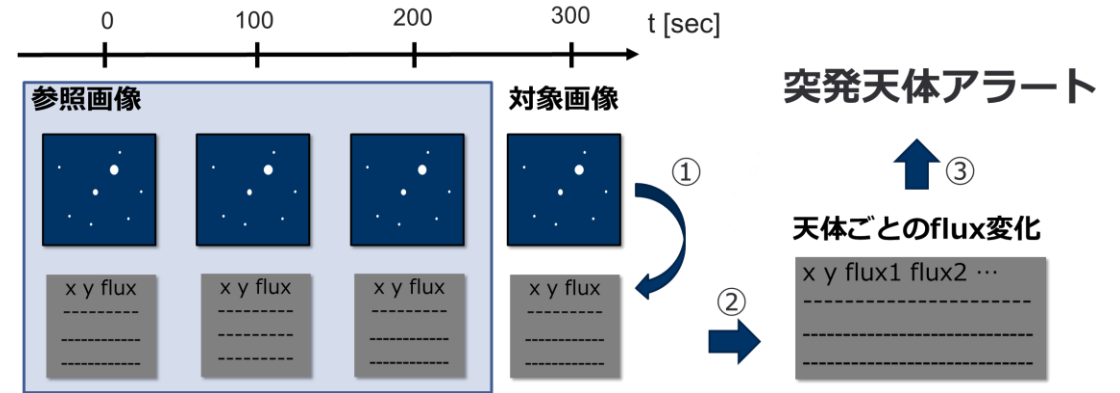 0 100 200 300 t [sec]
参照画像
対象画像
突発天体アラート
①
③
天体ごとのflux変化
x y flux
x y flux
x y flux
x y flux
②
x y flux1 flux2 …